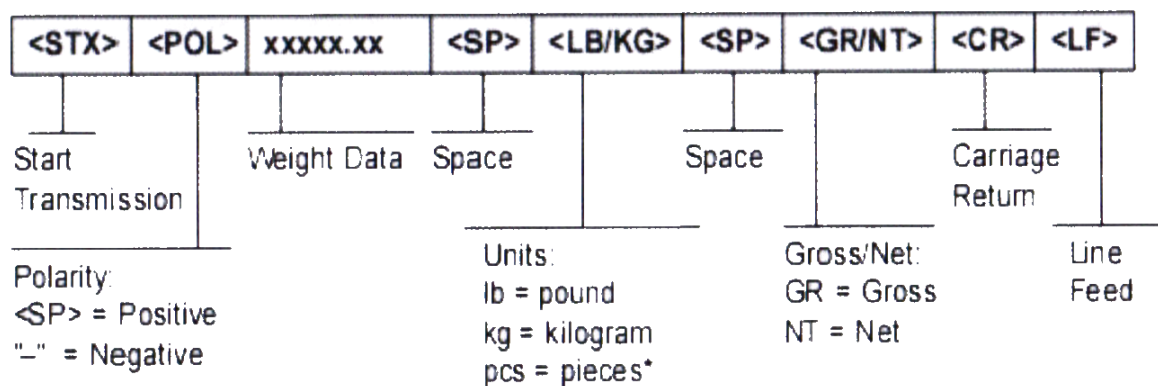 <STX> <POL> xxxxx.xx <SP> <LB/KG> <SP> <GR/NT> <CR> <LF>
Start
Transmission
Weight Data
Space
Space
Carriage
Return
Polarity:
<SP> = Positive
"–" = Negative
Units:
lb = pound
kg = kilogram
pcs = pieces*
Gross/Net:
GR = Gross
NT = Net
Line
Feed